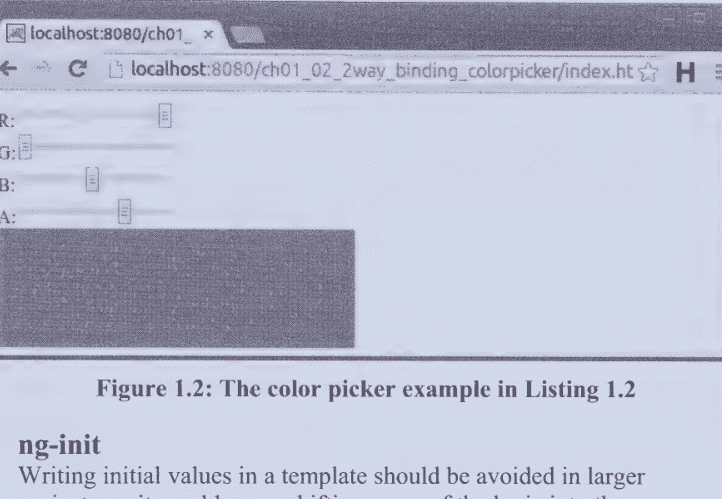 localhost:8080/ch01_ ×
localhost:8080/ch01_02_2way_binding_colorpicker/index.ht
R:
G:
B:
A:
Figure 1.2: The color picker example in Listing 1.2
ng-init
Writing initial values in a template should be avoided in larger